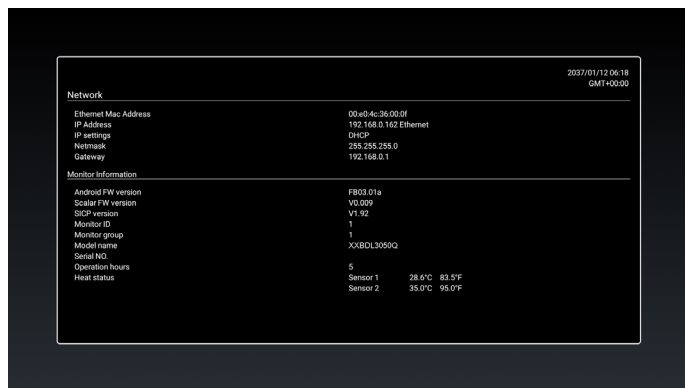 2037/01/12 06:18
GMT+00:00
Network
Ethernet Mac Address 00:e0:4c:36:00:0f
IP Address 192.168.0.162 Ethernet
IP settings DHCP
Netmask 255.255.255.0
Gateway 192.168.0.1
Monitor Information
Android FW version FB03.01a
Scalar FW version V0.009
SICP version V1.92
Monitor ID 1
Monitor group 1
Model name XXBDL3050Q
Serial NO.
Operation hours 5
Heat status Sensor 1 28.6°C 83.5°F
Sensor 2 35.0°C 95.0°F